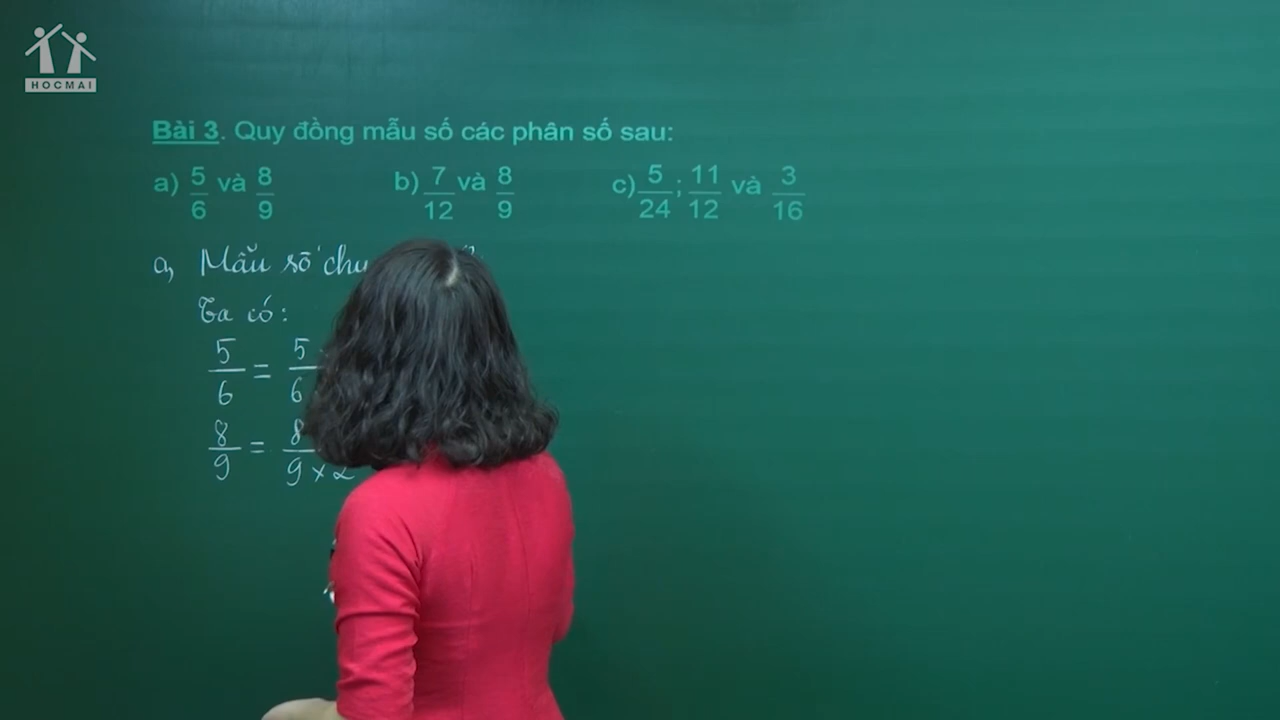 HOCMAI
Bài 3. Quy đồng mẫu số các phân số sau:
a) 5/6 và 8/9 b) 7/12 và 8/9 c) 5/24; 11/12 và 3/16
a, Mẫu số
Ta có:
5/6 = 5/6
8/9 = 8/9 x 2